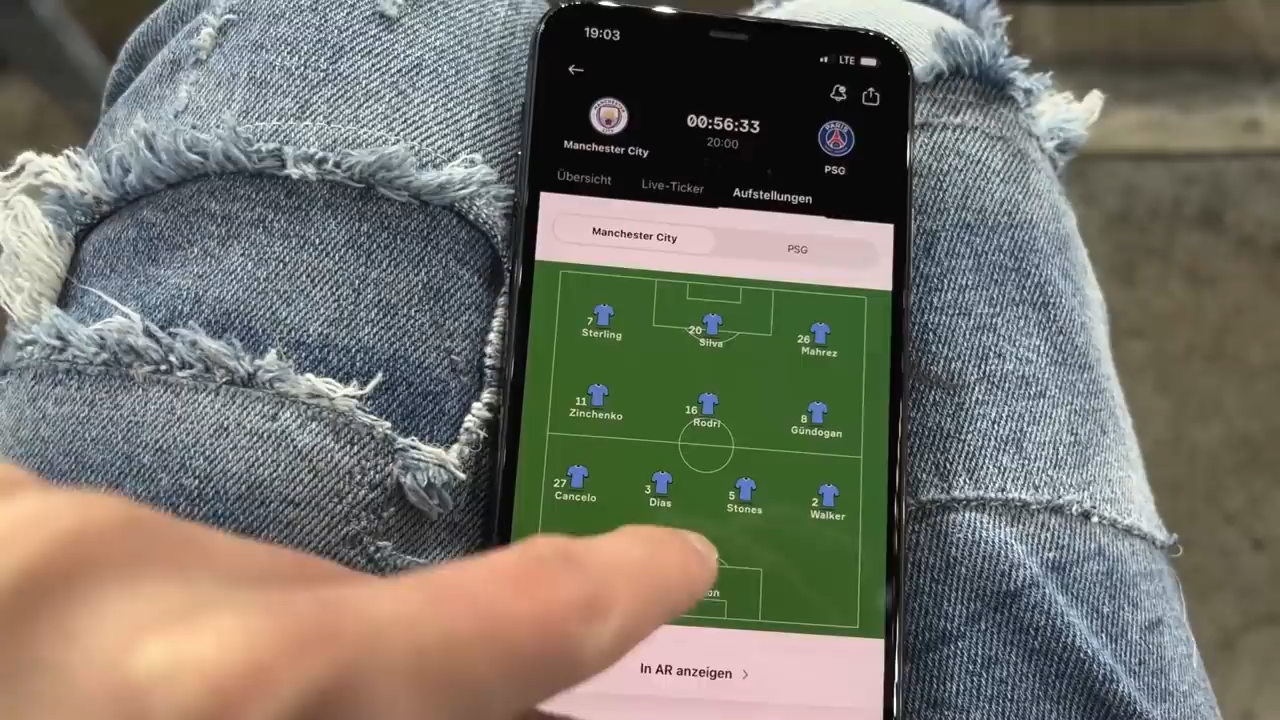 19:03
LTE
00:56:33
20:00
Manchester City
PARIS
PSG
Übersicht
Live-Ticker
Aufstellungen
Manchester City
PSG
7
Sterling
20
Silva
26
Mahrez
11
Zinchenko
16
Rodri
8
Gündogan
27
Cancelo
3
Dias
5
Stones
2
Walker
on
In AR anzeigen >